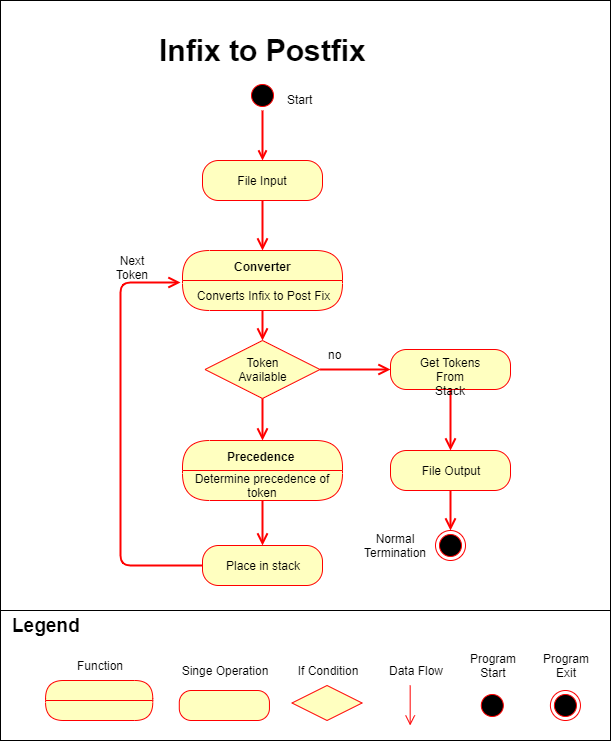 Infix to Postfix
Start
File Input
Next
Token
Converter
Converts Infix to Post Fix
Token
Available
no
Get Tokens
From
Stack
Precedence
Determine precedence of
token
File Output
Place in stack
Normal
Termination
Legend
Function
Singe Operation
If Condition
Data Flow
Program
Start
Program
Exit